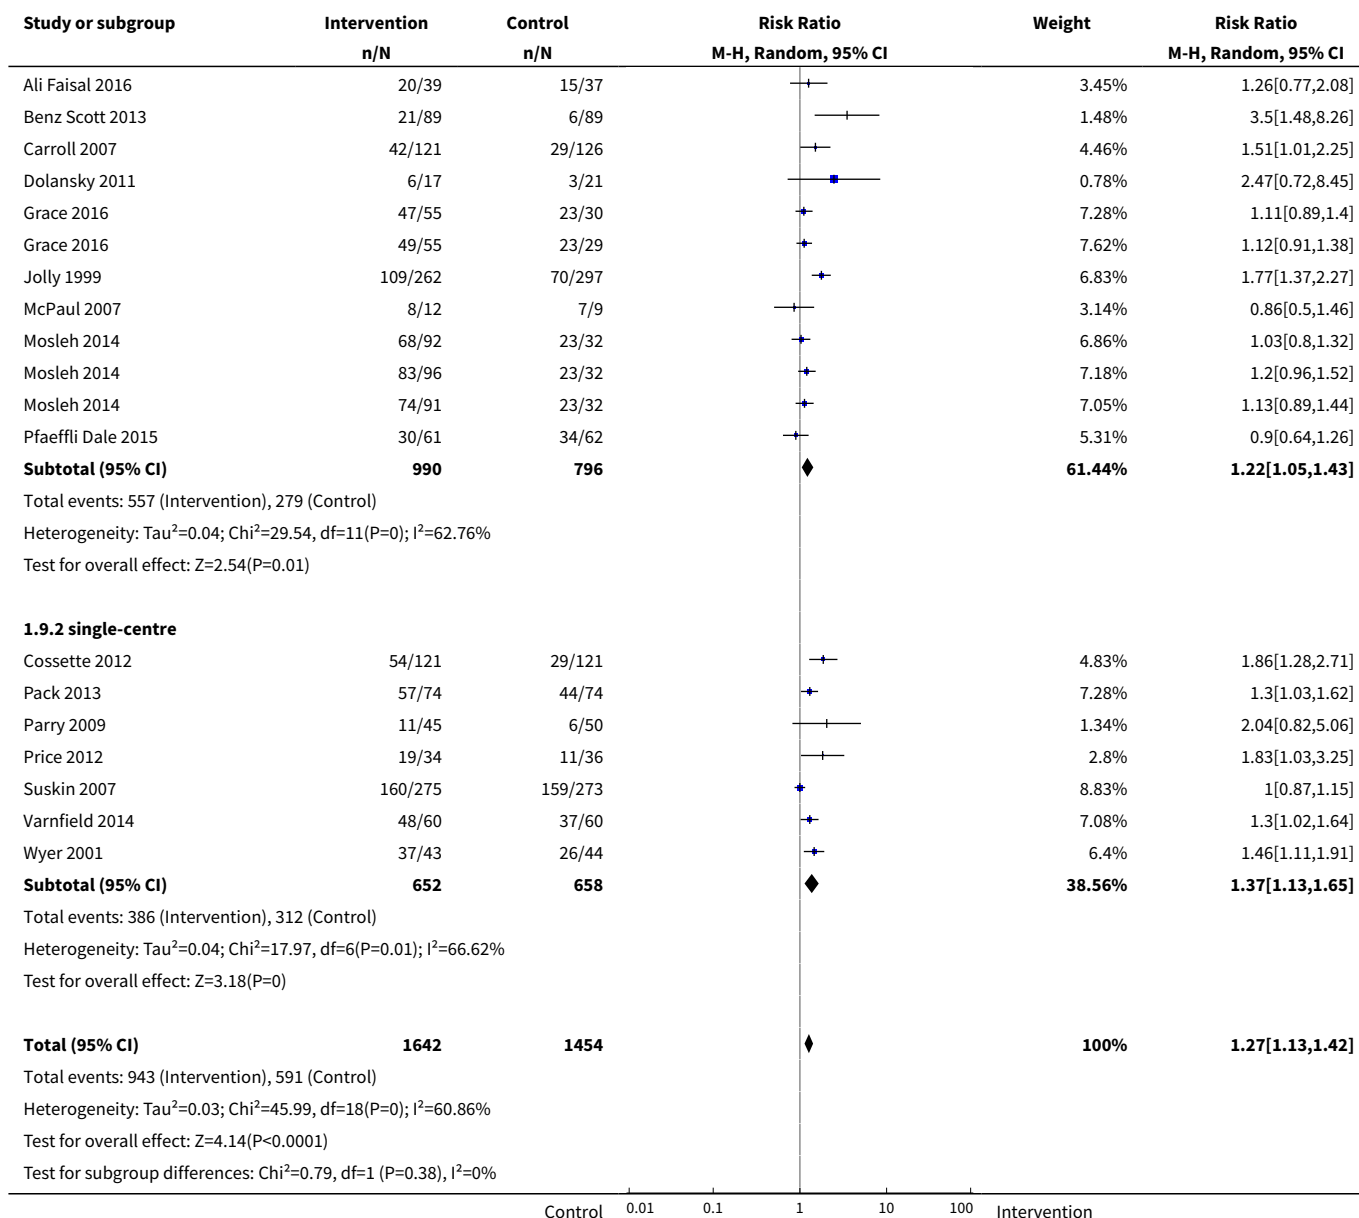 Study or subgroup Intervention Control Risk Ratio Weight Risk Ratio
n/N n/N M-H, Random, 95% CI M-H, Random, 95% CI
Ali Faisal 2016 20/39 15/37 3.45% 1.26[0.77,2.08]
Benz Scott 2013 21/89 6/89 1.48% 3.5[1.48,8.26]
Carroll 2007 42/121 29/126 4.46% 1.51[1.01,2.25]
Dolansky 2011 6/17 3/21 0.78% 2.47[0.72,8.45]
Grace 2016 47/55 23/30 7.28% 1.11[0.89,1.4]
Grace 2016 49/55 23/29 7.62% 1.12[0.91,1.38]
Jolly 1999 109/262 70/297 6.83% 1.77[1.37,2.27]
McPaul 2007 8/12 7/9 3.14% 0.86[0.5,1.46]
Mosleh 2014 68/92 23/32 6.86% 1.03[0.8,1.32]
Mosleh 2014 83/96 23/32 7.18% 1.2[0.96,1.52]
Mosleh 2014 74/91 23/32 7.05% 1.13[0.89,1.44]
Pfaeffli Dale 2015 30/61 34/62 5.31% 0.9[0.64,1.26]
Subtotal (95% CI) 990 796 61.44% 1.22[1.05,1.43]
Total events: 557 (Intervention), 279 (Control)
Heterogeneity: Tau²=0.04; Chi²=29.54, df=11(P=0); I²=62.76%
Test for overall effect: Z=2.54(P=0.01)
1.9.2 single-centre
Cossette 2012 54/121 29/121 4.83% 1.86[1.28,2.71]
Pack 2013 57/74 44/74 7.28% 1.3[1.03,1.62]
Parry 2009 11/45 6/50 1.34% 2.04[0.82,5.06]
Price 2012 19/34 11/36 2.8% 1.83[1.03,3.25]
Suskin 2007 160/275 159/273 8.83% 1[0.87,1.15]
Varnfield 2014 48/60 37/60 7.08% 1.3[1.02,1.64]
Wyer 2001 37/43 26/44 6.4% 1.46[1.11,1.91]
Subtotal (95% CI) 652 658 38.56% 1.37[1.13,1.65]
Total events: 386 (Intervention), 312 (Control)
Heterogeneity: Tau²=0.04; Chi²=17.97, df=6(P=0.01); I²=66.62%
Test for overall effect: Z=3.18(P=0)
Total (95% CI) 1642 1454 100% 1.27[1.13,1.42]
Total events: 943 (Intervention), 591 (Control)
Heterogeneity: Tau²=0.03; Chi²=45.99, df=18(P=0); I²=60.86%
Test for overall effect: Z=4.14(P<0.0001)
Test for subgroup differences: Chi²=0.79, df=1 (P=0.38), I²=0%
Control 0.01 0.1 1 10 100 Intervention